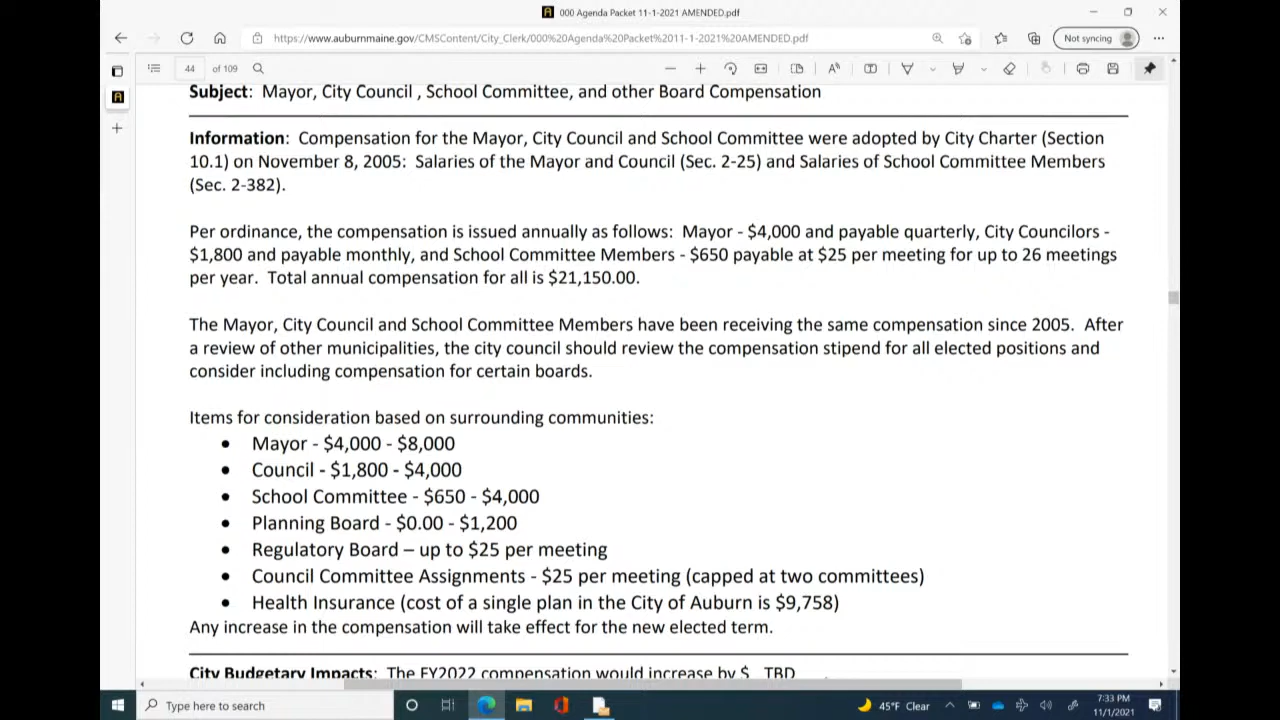 000 Agenda Packet 11-1-2021 AMENDED.pdf
https://www.auburnmaine.gov/CMSContent/City_Clerk/000%20Agenda%20Packet%2011-1-2021%20AMENDED.pdf
Not syncing
44 of 109
Subject: Mayor, City Council , School Committee, and other Board Compensation
Information: Compensation for the Mayor, City Council and School Committee were adopted by City Charter (Section
10.1) on November 8, 2005: Salaries of the Mayor and Council (Sec. 2-25) and Salaries of School Committee Members
(Sec. 2-382).
Per ordinance, the compensation is issued annually as follows: Mayor - $4,000 and payable quarterly, City Councilors -
$1,800 and payable monthly, and School Committee Members - $650 payable at $25 per meeting for up to 26 meetings
per year. Total annual compensation for all is $21,150.00.
The Mayor, City Council and School Committee Members have been receiving the same compensation since 2005. After
a review of other municipalities, the city council should review the compensation stipend for all elected positions and
consider including compensation for certain boards.
Items for consideration based on surrounding communities:
• Mayor - $4,000 - $8,000
• Council - $1,800 - $4,000
• School Committee - $650 - $4,000
• Planning Board - $0.00 - $1,200
• Regulatory Board – up to $25 per meeting
• Council Committee Assignments - $25 per meeting (capped at two committees)
• Health Insurance (cost of a single plan in the City of Auburn is $9,758)
Any increase in the compensation will take effect for the new elected term.
City Budgetary Impacts: The FY2022 compensation would increase by $ TBD
Type here to search
45°F Clear
7:33 PM
11/1/2021